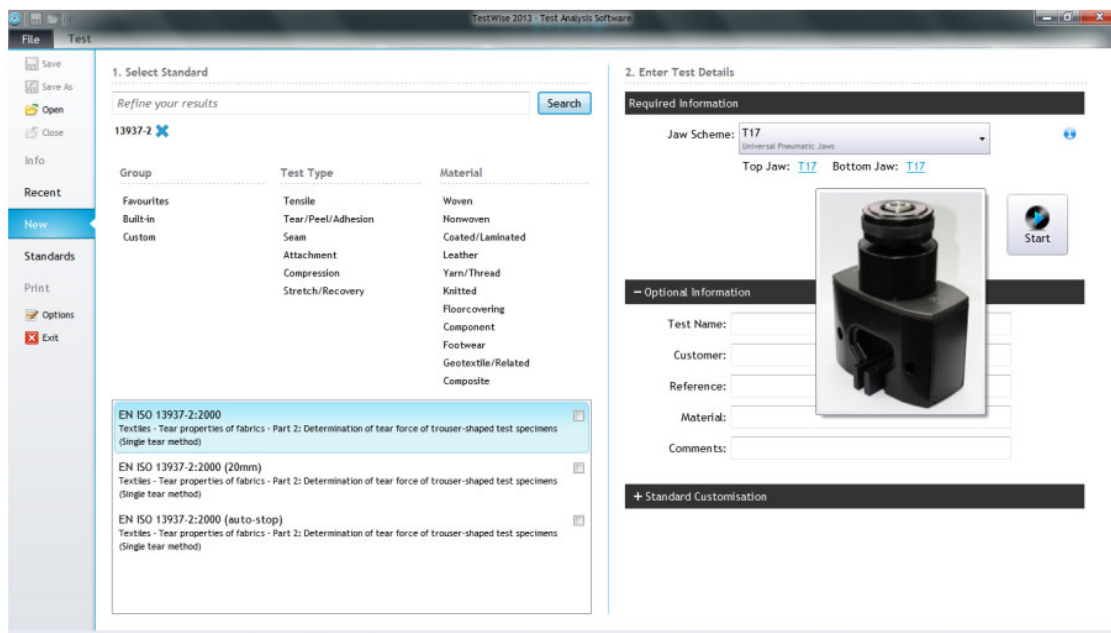 TestWise 2013 - Test Analysis Software
File Test
Save
Save As
Open
Close
Info
Recent
New
Standards
Print
Options
Exit
1. Select Standard
Refine your results
Search
13937-2
Group
Favourites
Built-in
Custom
Test Type
Tensile
Tear/Peel/Adhesion
Seam
Attachment
Compression
Stretch/Recovery
Material
Woven
Nonwoven
Coated/Laminated
Leather
Yarn/Thread
Knitted
Floorcovering
Component
Footwear
Geotextile/Related
Composite
EN ISO 13937-2:2000
Textiles - Tear properties of fabrics - Part 2: Determination of tear force of trouser-shaped test specimens
(Single tear method)
EN ISO 13937-2:2000 (20mm)
Textiles - Tear properties of fabrics - Part 2: Determination of tear force of trouser-shaped test specimens
(Single tear method)
EN ISO 13937-2:2000 (auto-stop)
Textiles - Tear properties of fabrics - Part 2: Determination of tear force of trouser-shaped test specimens
(Single tear method)
2. Enter Test Details
Required Information
Jaw Scheme: T17
Universal Pneumatic Jaws
Top Jaw: T17 Bottom Jaw: T17
Start
− Optional Information
Test Name:
Customer:
Reference:
Material:
Comments:
+ Standard Customisation